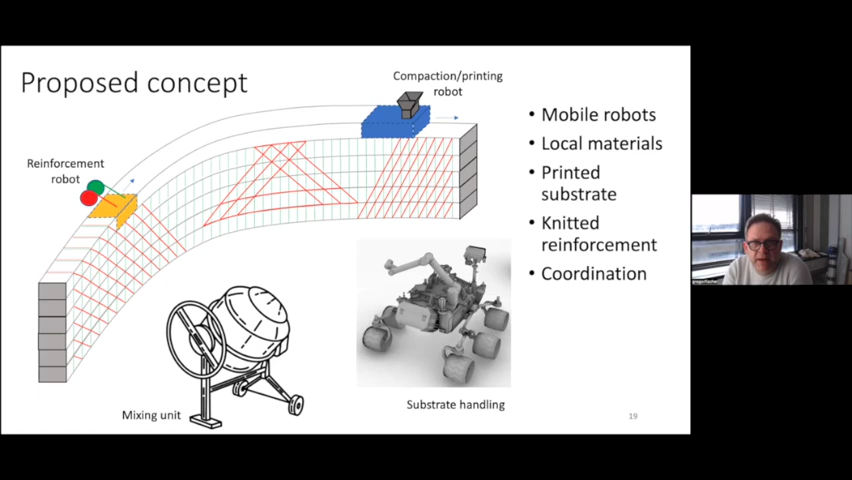 Proposed concept
Compaction/printing
robot
Reinforcement
robot
• Mobile robots
• Local materials
• Printed
substrate
• Knitted
reinforcement
• Coordination
Mixing unit
Substrate handling
19